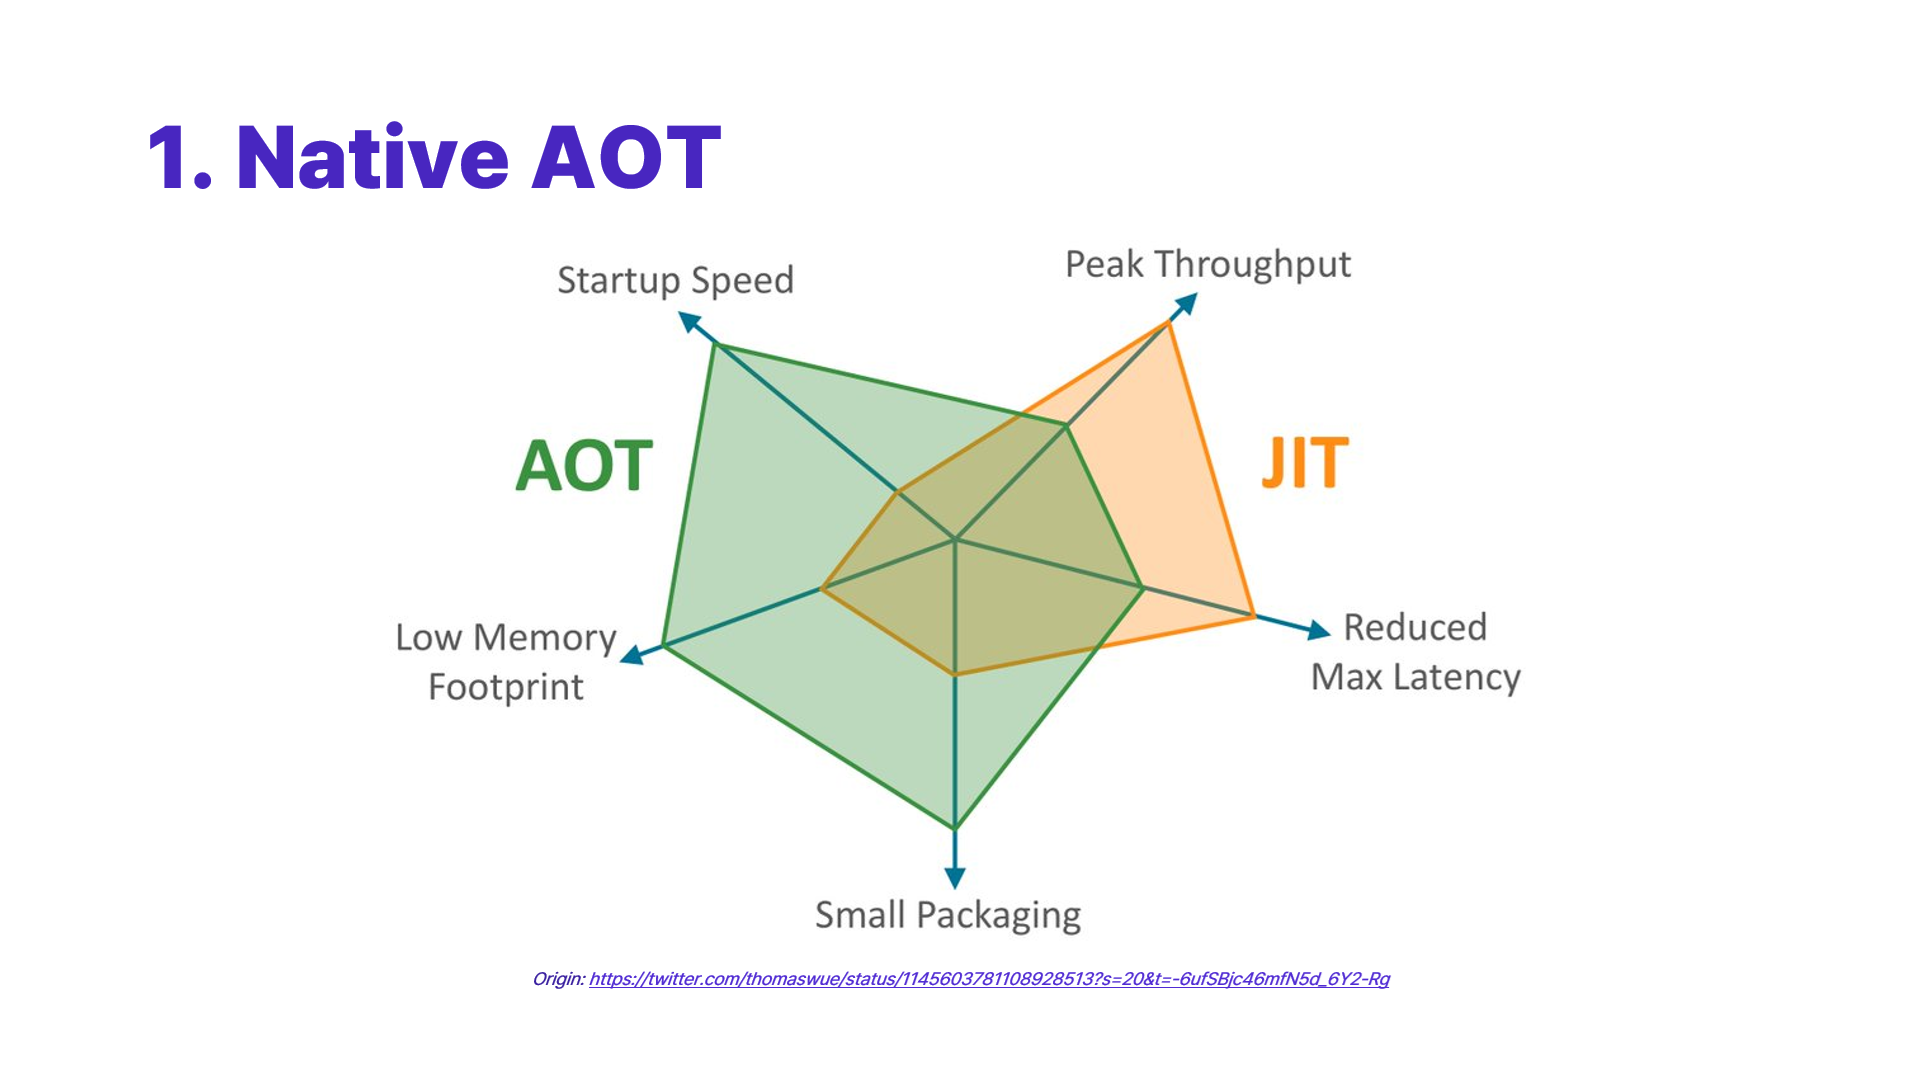 1. Native AOT
Startup Speed
Peak Throughput
AOT
JIT
Low Memory
Footprint
Reduced
Max Latency
Small Packaging
Origin: https://twitter.com/thomaswue/status/1145603781108928513?s=20&t=-6ufSBjc46mfN5d_6Y2-Rg